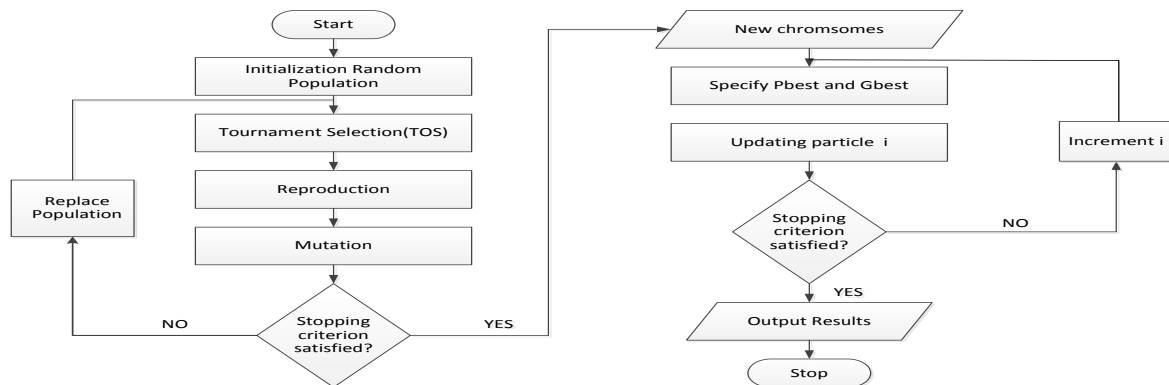 Start
Initialization Random
Population
Tournament Selection(TOS)
Reproduction
Mutation
Replace
Population
NO
Stopping
criterion
satisfied?
YES
New chromsomes
Specify Pbest and Gbest
Updating particle i
Increment i
Stopping
criterion
satisfied?
NO
YES
Output Results
Stop